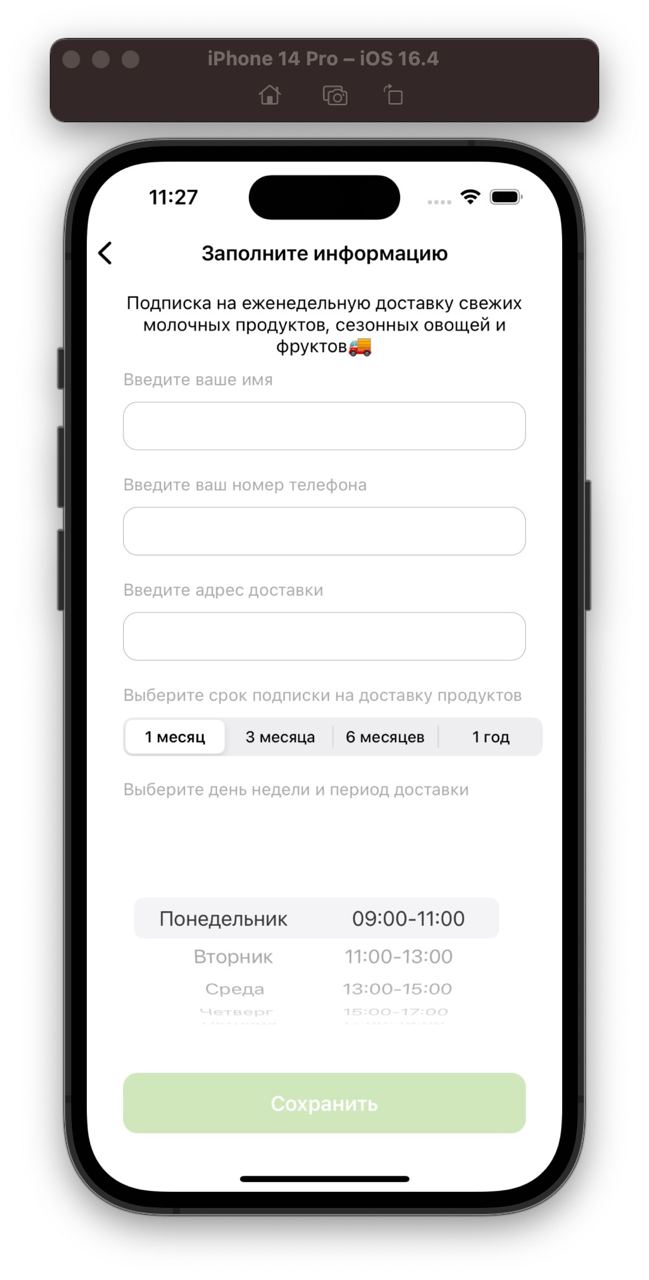 iPhone 14 Pro – iOS 16.4
11:27
Заполните информацию
Подписка на еженедельную доставку свежих
молочных продуктов, сезонных овощей и
фруктов🚚
Введите ваше имя
Введите ваш номер телефона
Введите адрес доставки
Выберите срок подписки на доставку продуктов
1 месяц 3 месяца 6 месяцев 1 год
Выберите день недели и период доставки
Понедельник 09:00-11:00
Вторник 11:00-13:00
Среда 13:00-15:00
Четверг 15:00-17:00
Сохранить